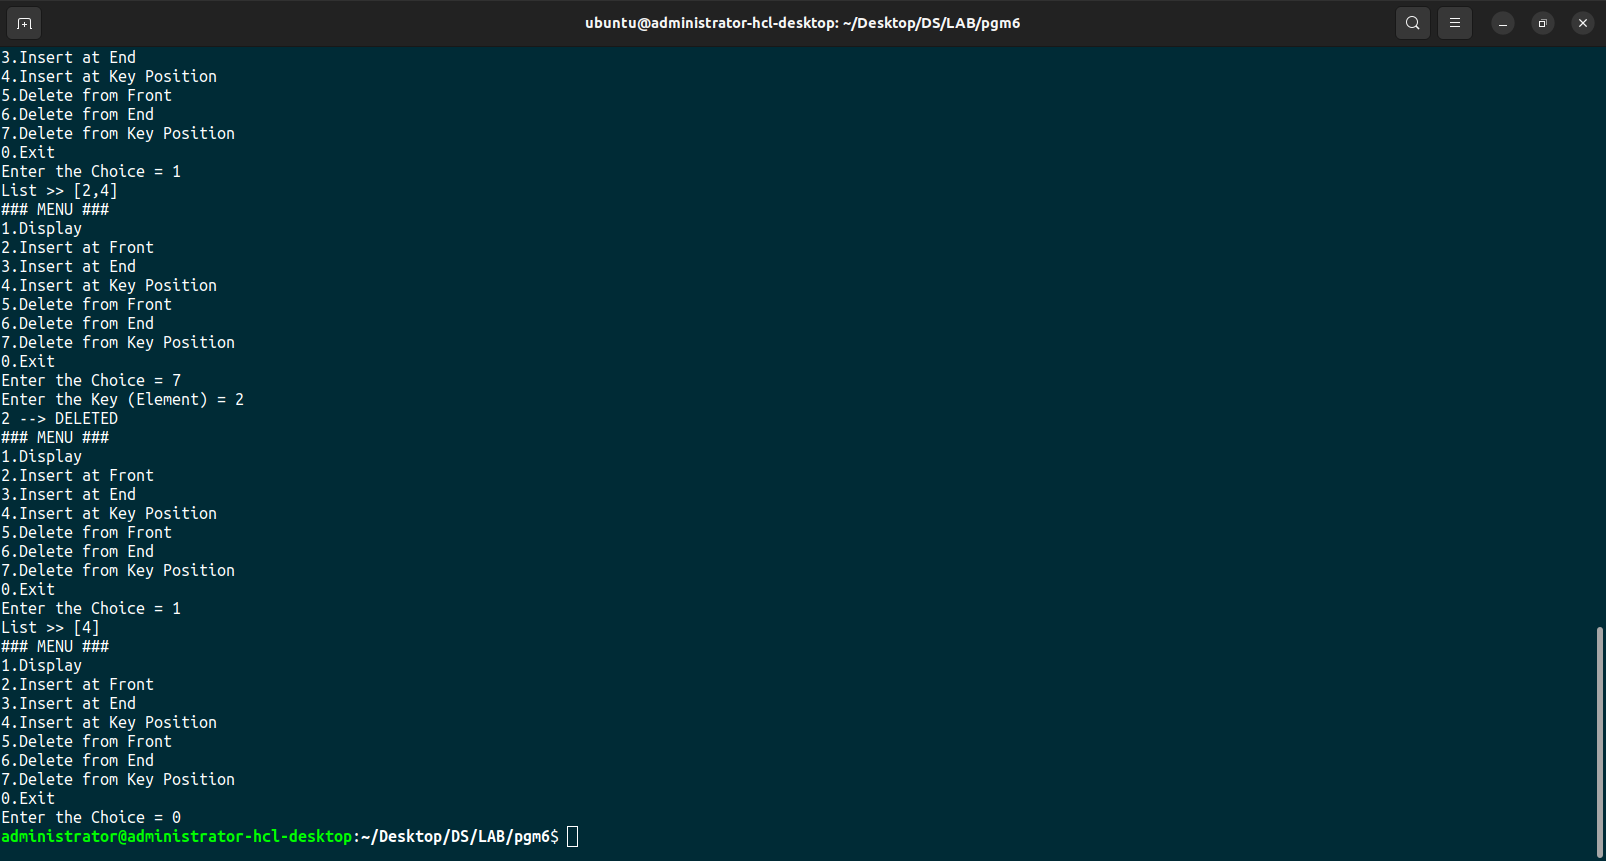 ubuntu@administrator-hcl-desktop: ~/Desktop/DS/LAB/pgm6
3.Insert at End
4.Insert at Key Position
5.Delete from Front
6.Delete from End
7.Delete from Key Position
0.Exit
Enter the Choice = 1
List >> [2,4]
### MENU ###
1.Display
2.Insert at Front
3.Insert at End
4.Insert at Key Position
5.Delete from Front
6.Delete from End
7.Delete from Key Position
0.Exit
Enter the Choice = 7
Enter the Key (Element) = 2
2 --> DELETED
### MENU ###
1.Display
2.Insert at Front
3.Insert at End
4.Insert at Key Position
5.Delete from Front
6.Delete from End
7.Delete from Key Position
0.Exit
Enter the Choice = 1
List >> [4]
### MENU ###
1.Display
2.Insert at Front
3.Insert at End
4.Insert at Key Position
5.Delete from Front
6.Delete from End
7.Delete from Key Position
0.Exit
Enter the Choice = 0
administrator@administrator-hcl-desktop:~/Desktop/DS/LAB/pgm6$